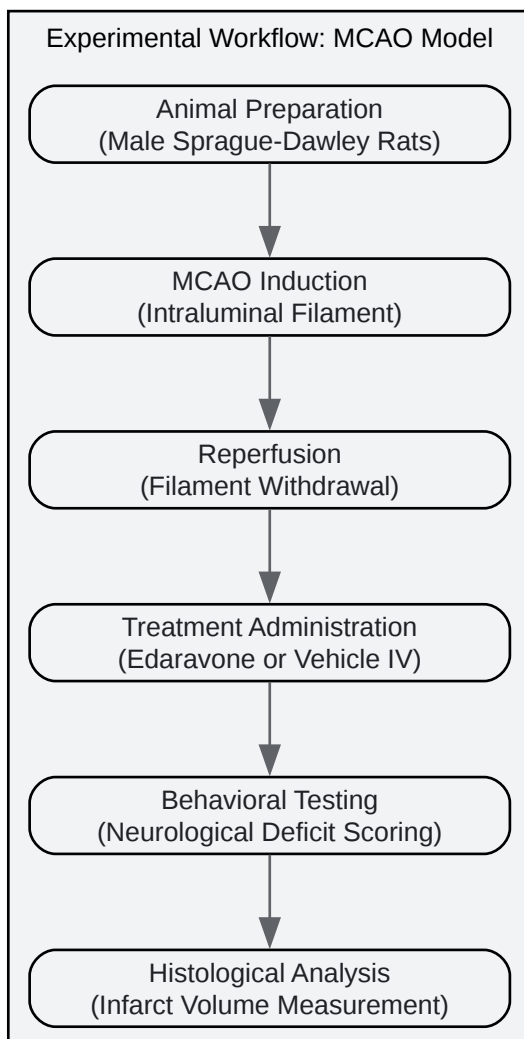 Experimental Workflow: MCAO Model
Animal Preparation
(Male Sprague-Dawley Rats)
MCAO Induction
(Intraluminal Filament)
Reperfusion
(Filament Withdrawal)
Treatment Administration
(Edaravone or Vehicle IV)
Behavioral Testing
(Neurological Deficit Scoring)
Histological Analysis
(Infarct Volume Measurement)